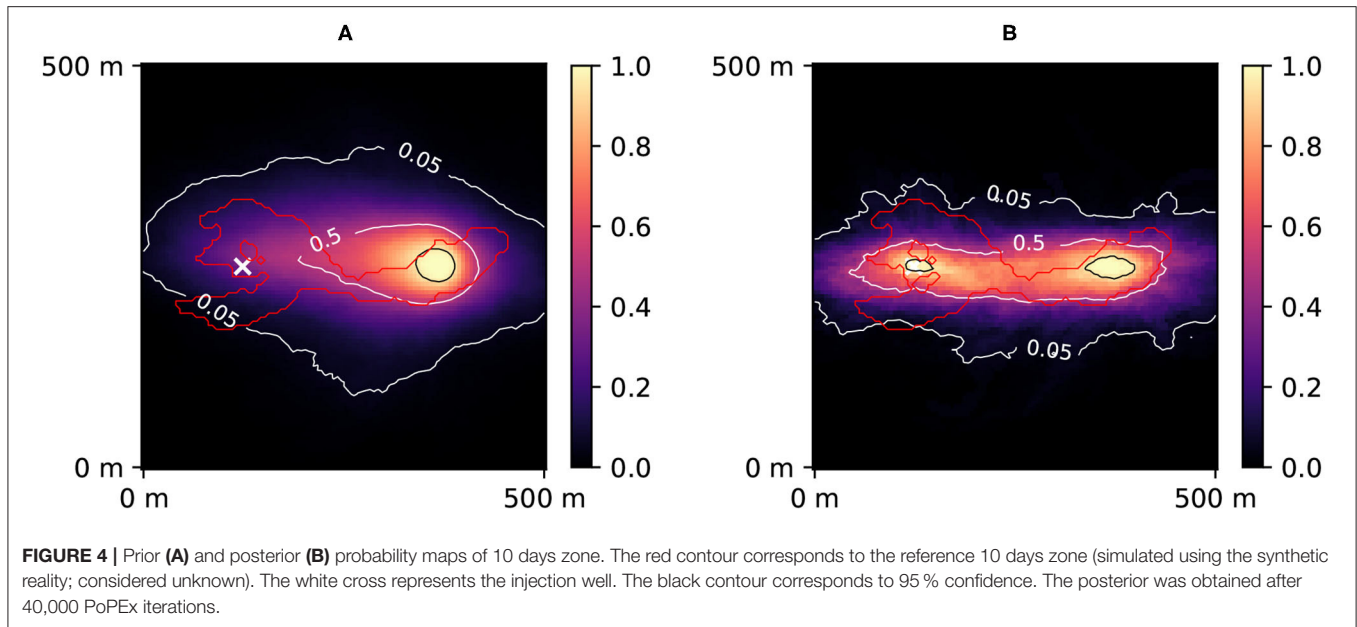 A
B
500 m
0.05
0.5
0.05
0 m
0 m
500 m
1.0
0.8
0.6
0.4
0.2
0.0
500 m
0.05
0.5
0.05
0 m
0 m
500 m
1.0
0.8
0.6
0.4
0.2
0.0
FIGURE 4 | Prior (A) and posterior (B) probability maps of 10 days zone. The red contour corresponds to the reference 10 days zone (simulated using the synthetic
reality; considered unknown). The white cross represents the injection well. The black contour corresponds to 95 % confidence. The posterior was obtained after
40,000 PoPEx iterations.